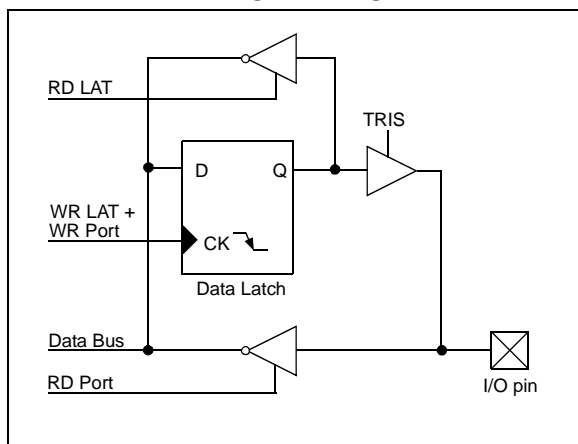 RD LAT
TRIS
D
Q
WR LAT +
WR Port
CK
Data Latch
Data Bus
RD Port
I/O pin